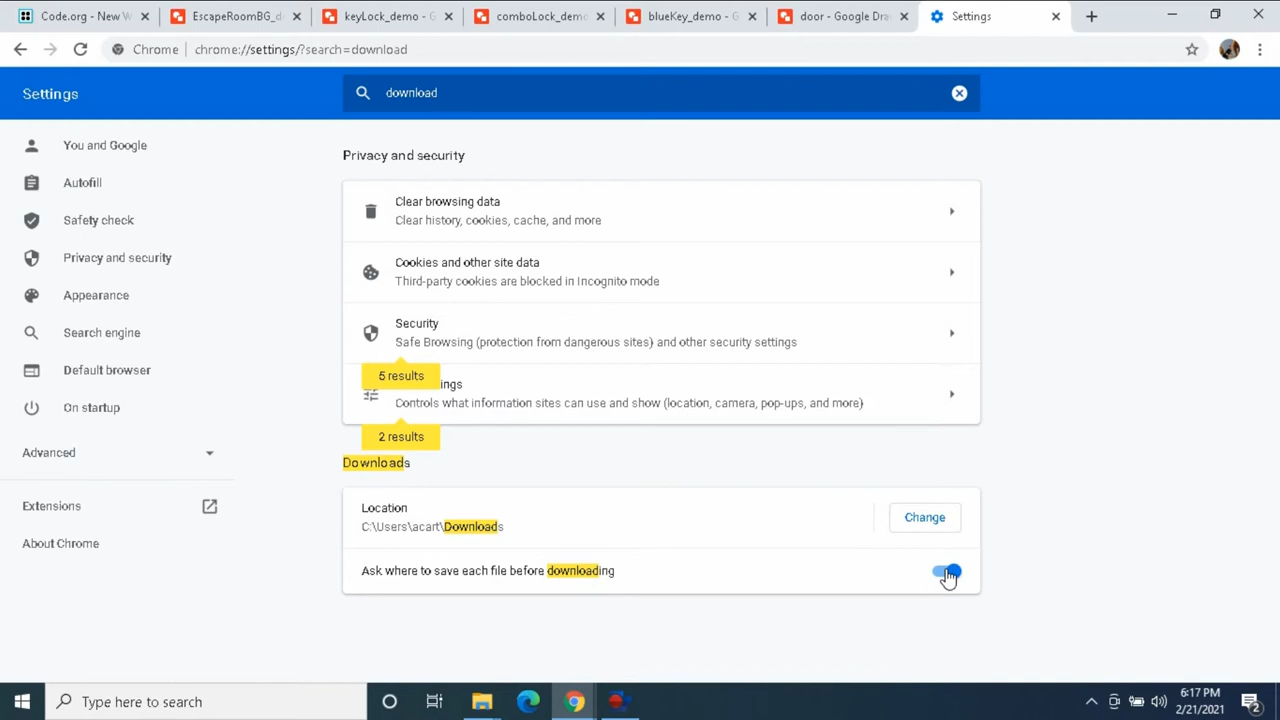 Code.org - New W
EscapeRoomBG_d
keyLock_demo - G
comboLock_demo
blueKey_demo - G
door - Google Dra
Settings
Chrome
chrome://settings/?search=download
Settings
download
You and Google
Autofill
Safety check
Privacy and security
Appearance
Search engine
Default browser
On startup
Advanced
Extensions
About Chrome
Privacy and security
Clear browsing data
Clear history, cookies, cache, and more
Cookies and other site data
Third-party cookies are blocked in Incognito mode
Security
Safe Browsing (protection from dangerous sites) and other security settings
5 results
ings
Controls what information sites can use and show (location, camera, pop-ups, and more)
2 results
Downloads
Location
C:\Users\acart\Downloads
Change
Ask where to save each file before downloading
Type here to search
6:17 PM
2/21/2021
2